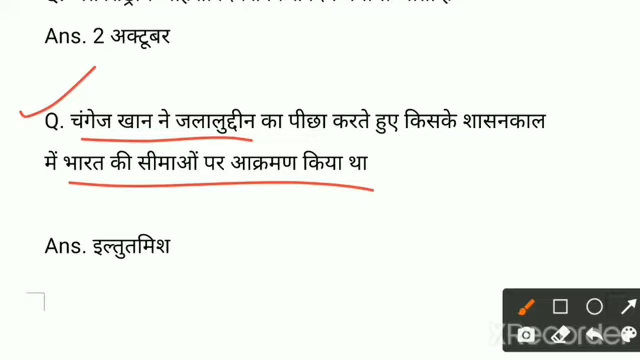 Ans. 2 अक्टूबर
Q. चंगेज खान ने जलालुद्दीन का पीछा करते हुए किसके शासनकाल
में भारत की सीमाओं पर आक्रमण किया था
Ans. इल्तुतमिश
XRecorder